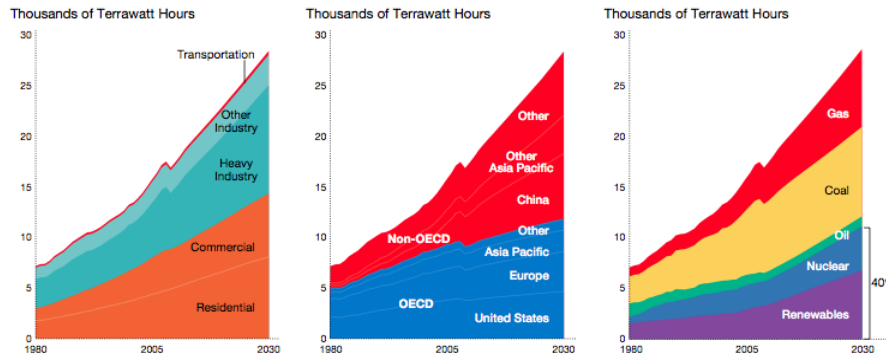 Thousands of Terrawatt Hours
30
Transportation
25
Other
Industry
20
Heavy
Industry
15
10
Commercial
5
Residential
0
1980 2005 2030
Thousands of Terrawatt Hours
30
25
Other
20
Other
Asia Pacific
15
China
10
Other
Non-OECD
Asia Pacific
Europe
5
OECD
United States
0
1980 2005 2030
Thousands of Terrawatt Hours
30
25
Gas
20
Coal
15
10
Oil
Nuclear
40
5
Renewables
0
1980 2005 2030